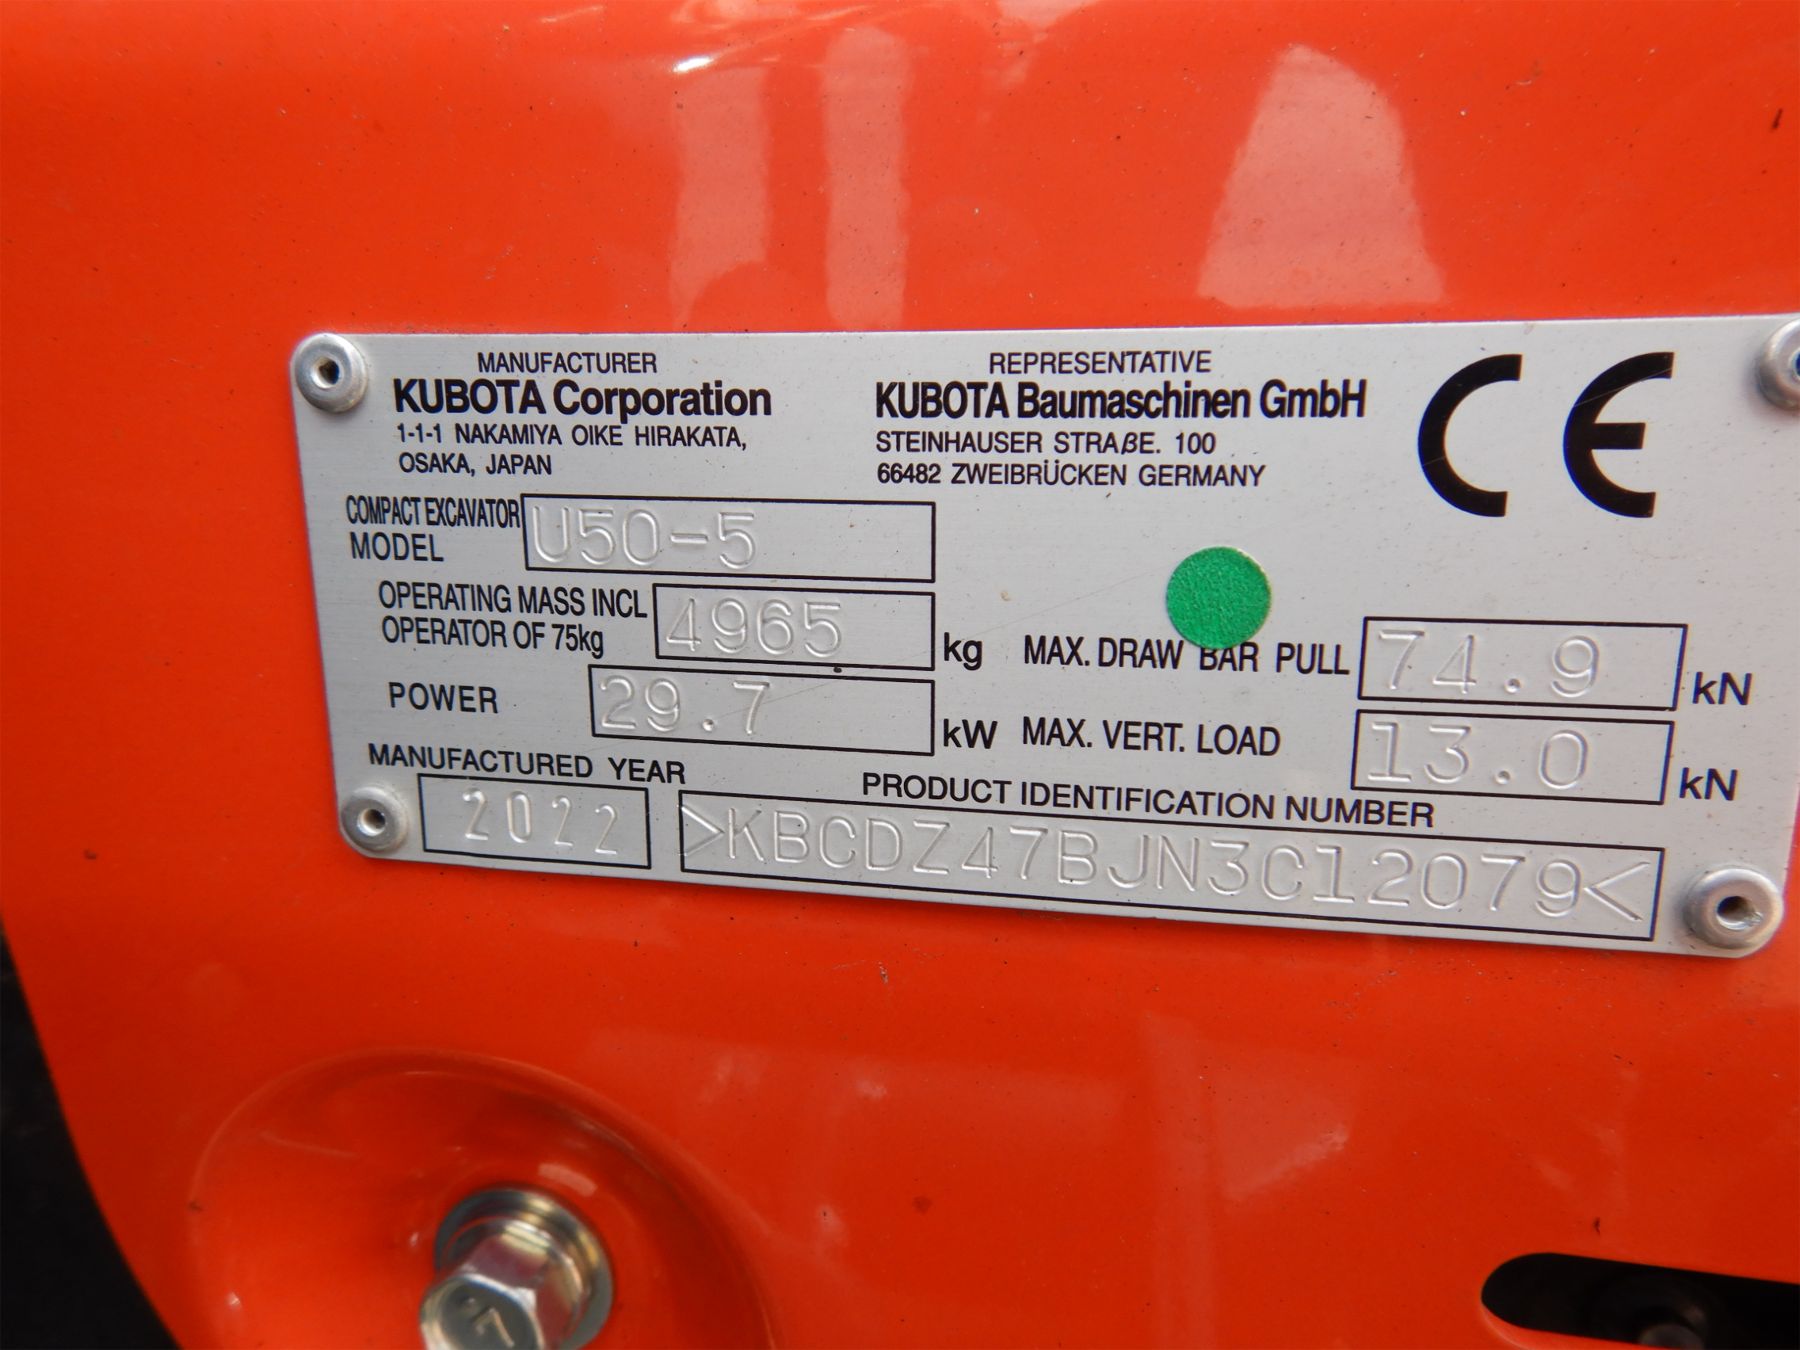 MANUFACTURER
KUBOTA Corporation
1-1-1 NAKAMIYA OIKE HIRAKATA,
OSAKA, JAPAN
REPRESENTATIVE
KUBOTA Baumaschinen GmbH
STEINHAUSER STRAßE. 100
66482 ZWEIBRÜCKEN GERMANY
CE
COMPACT EXCAVATOR
MODEL U50-5
OPERATING MASS INCL
OPERATOR OF 75kg 4965 kg
POWER 29.7 kW
MAX. DRAW BAR PULL 74.9 kN
MAX. VERT. LOAD 13.0 kN
MANUFACTURED YEAR
2022
PRODUCT IDENTIFICATION NUMBER
>KBCDZ47BJN3C12079<
7